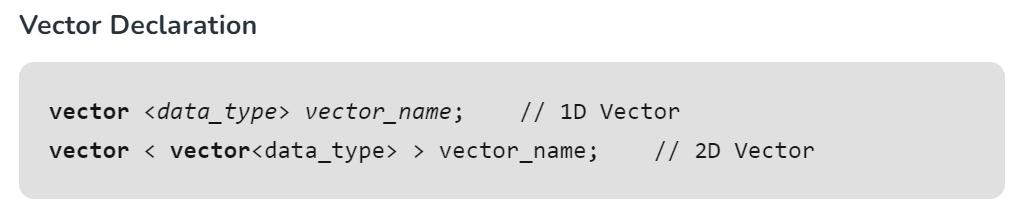 Vector Declaration
vector <data_type> vector_name;    // 1D Vector
vector < vector<data_type> > vector_name;    // 2D Vector